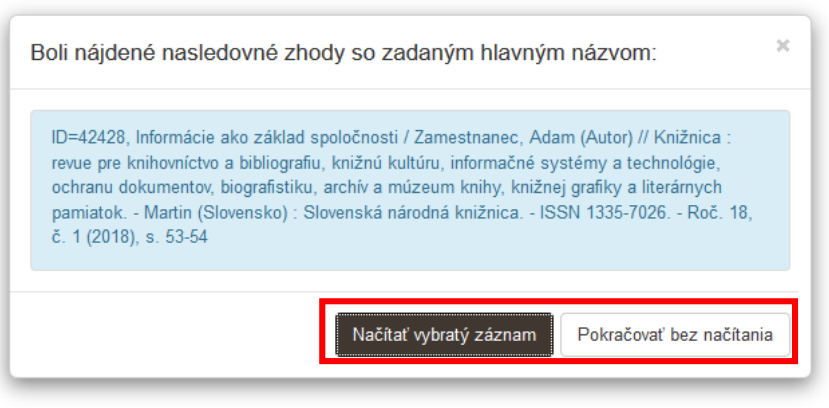 Boli nájdené nasledovné zhody so zadaným hlavným názvom:
×
ID=42428, Informácie ako základ spoločnosti / Zamestnanec, Adam (Autor) // Knižnica :
revue pre knihovníctvo a bibliografiu, knižnú kultúru, informačné systémy a technológie,
ochranu dokumentov, biografistiku, archív a múzeum knihy, knižnej grafiky a literárnych
pamiatok. - Martin (Slovensko) : Slovenská národná knižnica. - ISSN 1335-7026. - Roč. 18,
č. 1 (2018), s. 53-54
Načítať vybratý záznam
Pokračovať bez načítania